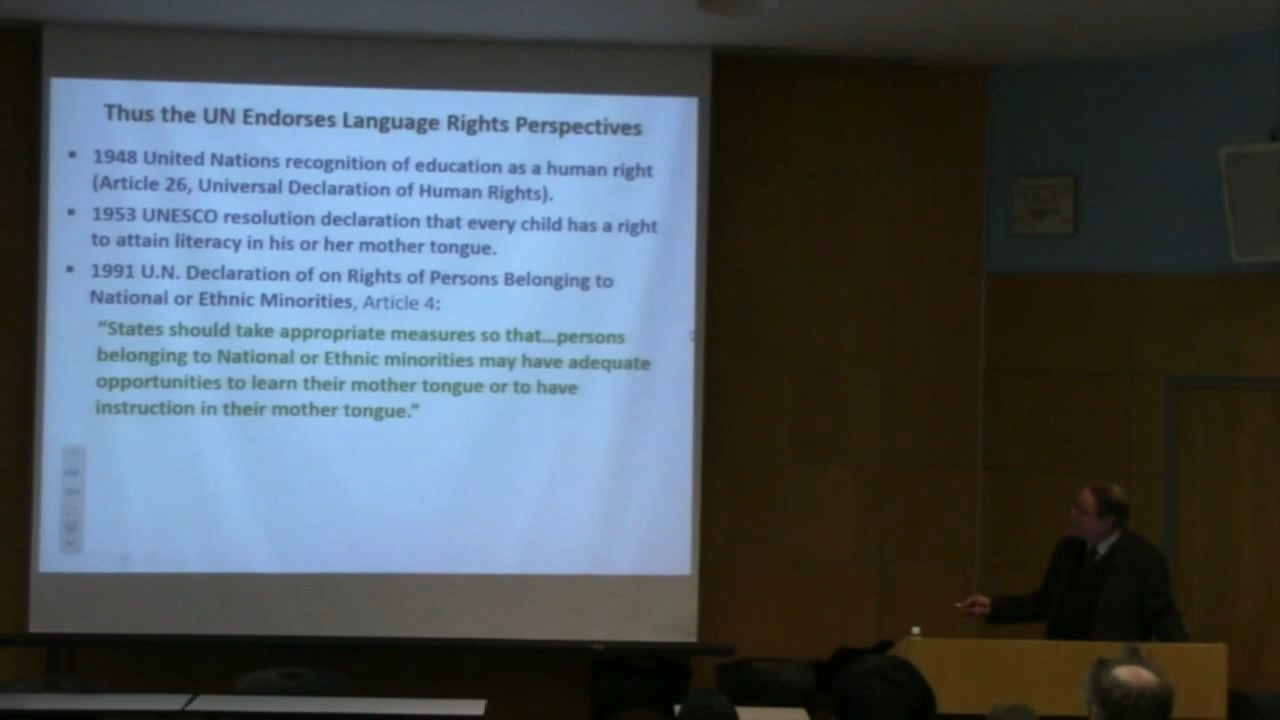 Thus the UN Endorses Language Rights Perspectives
▪ 1948 United Nations recognition of education as a human right
(Article 26, Universal Declaration of Human Rights).
▪ 1953 UNESCO resolution declaration that every child has a right
to attain literacy in his or her mother tongue.
▪ 1991 U.N. Declaration of on Rights of Persons Belonging to
National or Ethnic Minorities, Article 4:
“States should take appropriate measures so that...persons
belonging to National or Ethnic minorities may have adequate
opportunities to learn their mother tongue or to have
instruction in their mother tongue.”